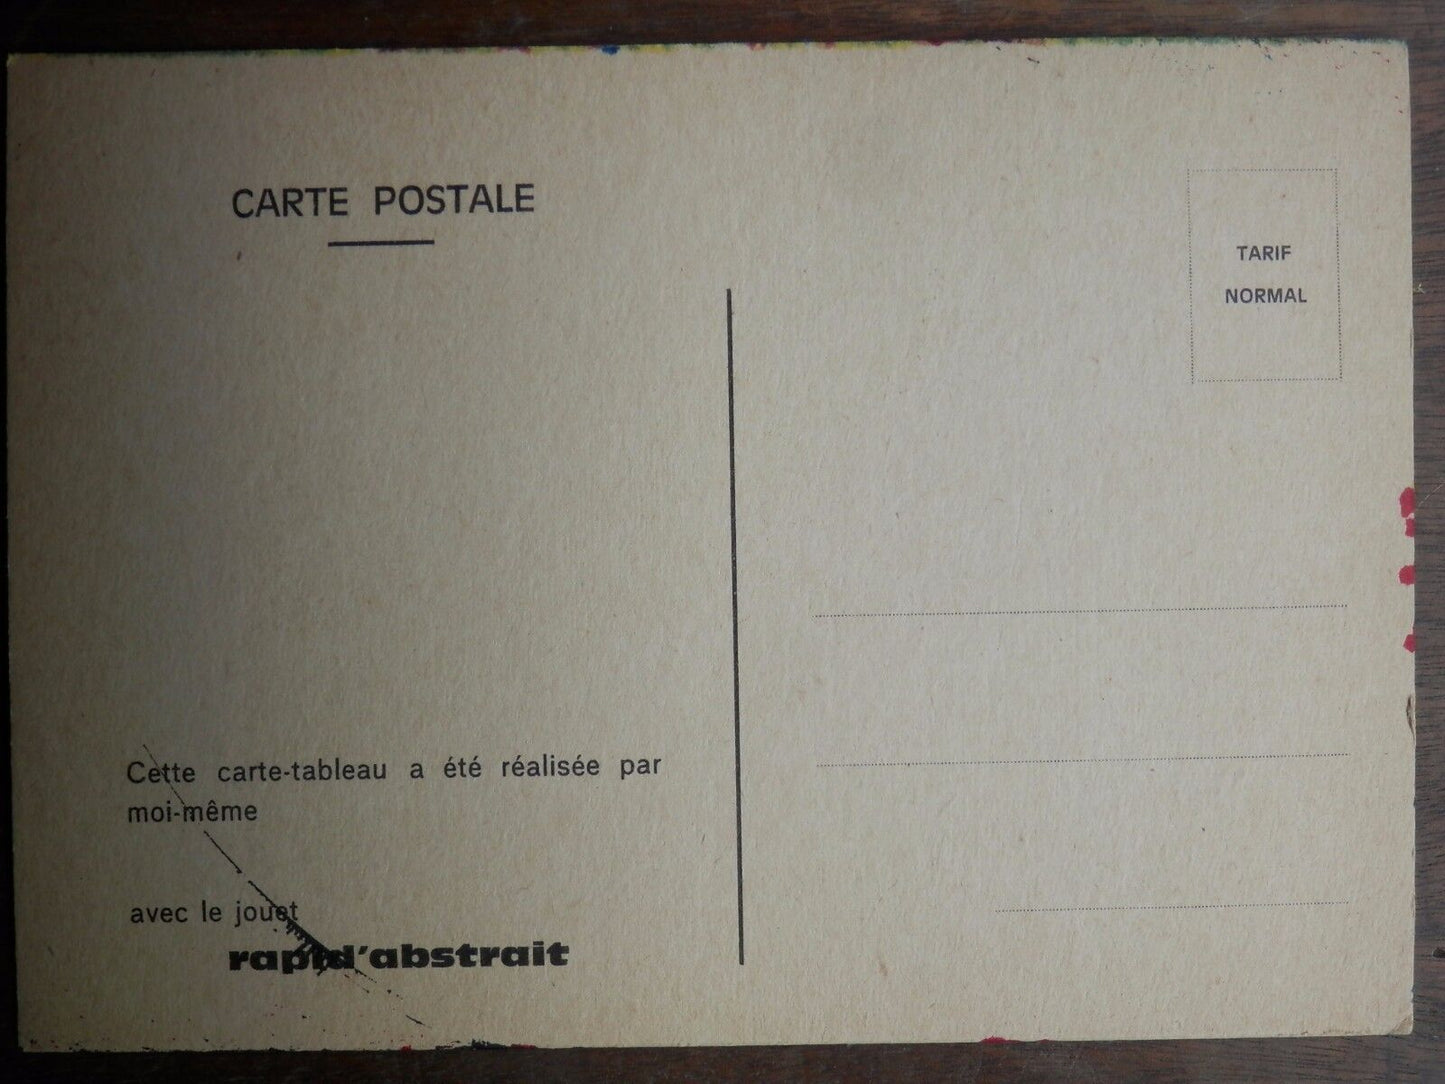 CARTE POSTALE
TARIF
NORMAL
Cette carte-tableau a été réalisée par
moi-même
avec le jouet
rapid'abstrait